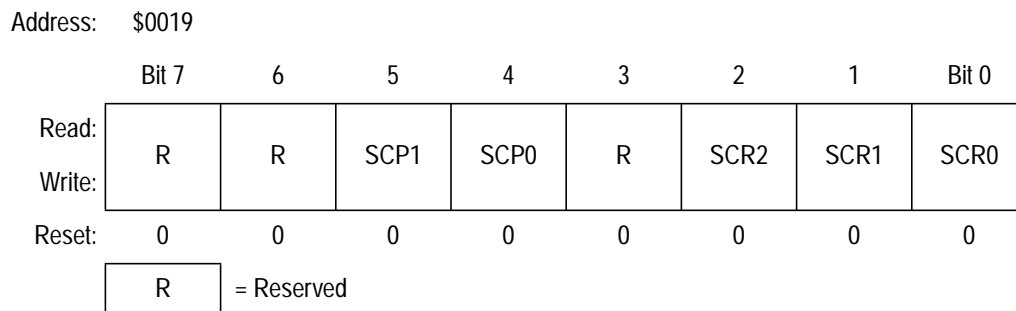 Address: $0019
Bit 7 6 5 4 3 2 1 Bit 0
Read:
R R SCP1 SCP0 R SCR2 SCR1 SCR0
Write:
Reset: 0 0 0 0 0 0 0 0
R = Reserved